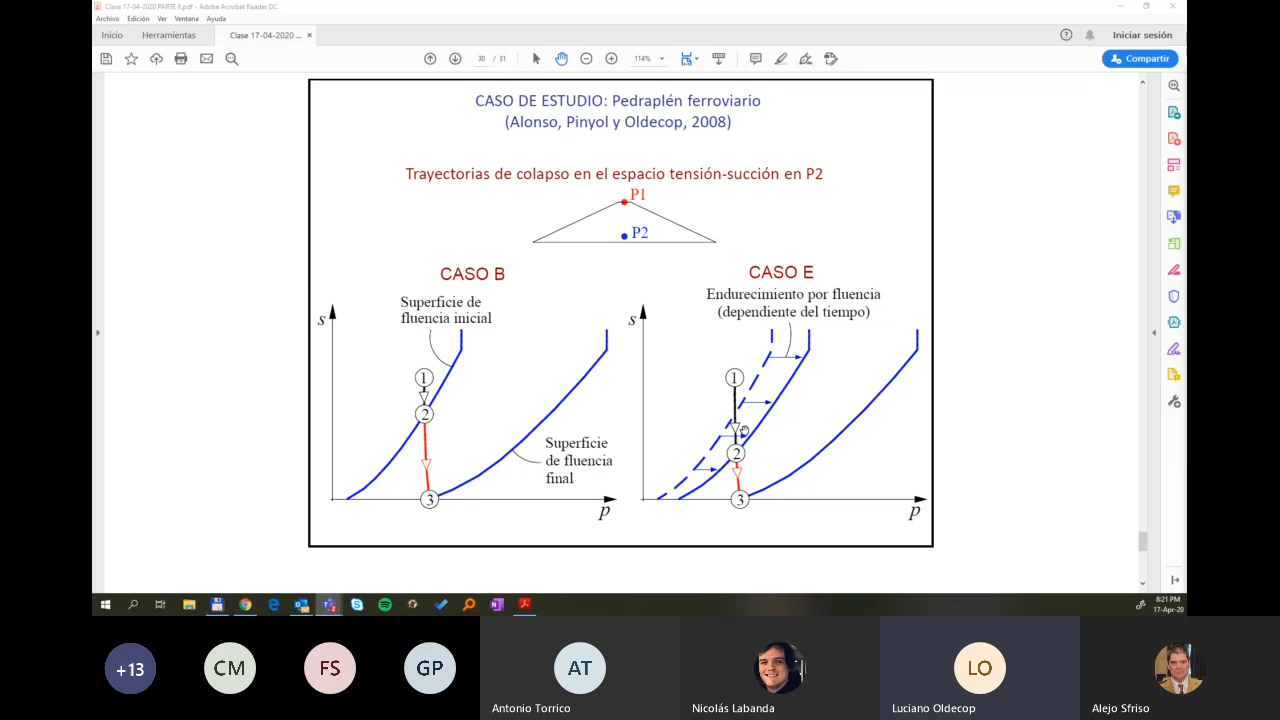 Clase 17-04-2020 PARTE II.pdf - Adobe Acrobat Reader DC
Archivo Edición Ver Ventana Ayuda
Inicio Herramientas Clase 17-04-2020 ... × Iniciar sesión
30 / 31 114% Compartir
CASO DE ESTUDIO: Pedraplén ferroviario
(Alonso, Pinyol y Oldecop, 2008)
Trayectorias de colapso en el espacio tensión-succión en P2
P1
P2
CASO B
Superficie de
fluencia inicial
s
1
2
3
Superficie
de fluencia
final
p
CASO E
Endurecimiento por fluencia
(dependiente del tiempo)
s
1
2
3
p
8:21 PM
17-Apr-20
+13 CM FS GP AT LO
Antonio Torrico Nicolás Labanda Luciano Oldecop Alejo Sfriso